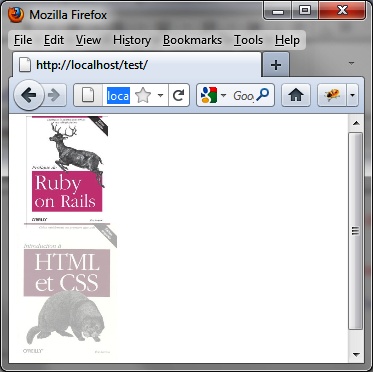 Mozilla Firefox
File Edit View History Bookmarks Tools Help
http://localhost/test/
loca
Goo
Ruby
on Rails
O'REILLY
Introduction à
HTML
et CSS
O'REILLY